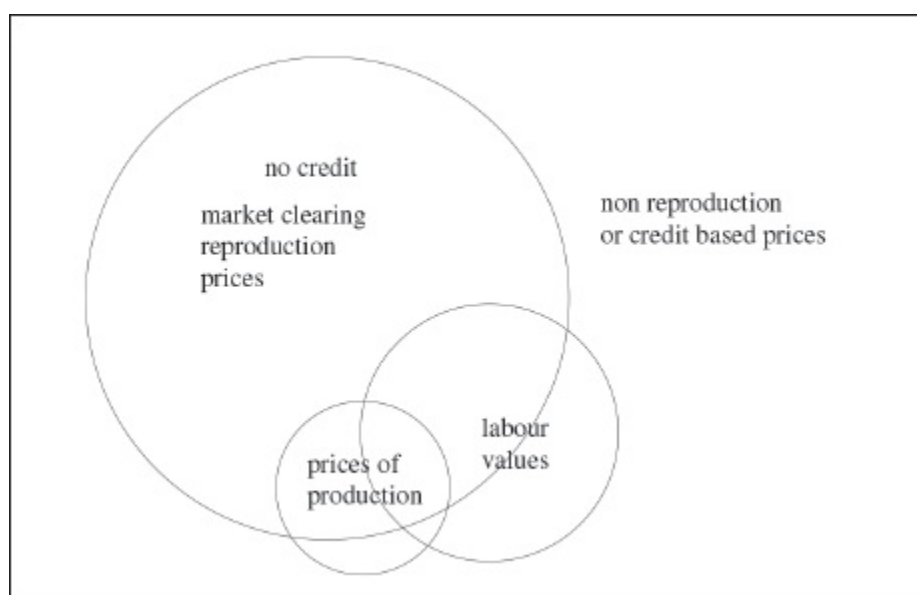 no credit
market clearing
reproduction
prices
non reproduction
or credit based prices
labour
values
prices of
production